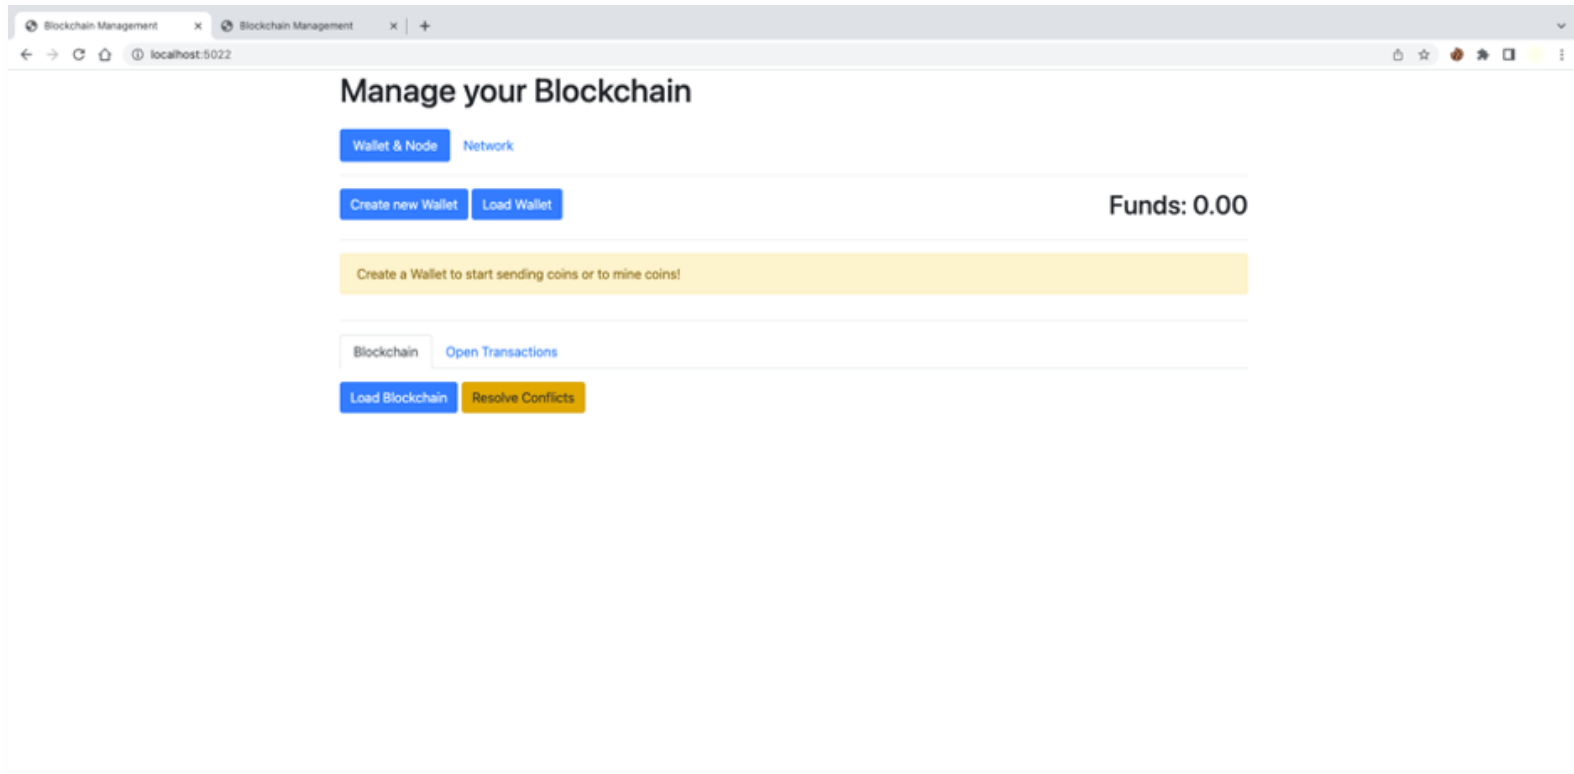 Blockchain Management Blockchain Management
localhost:5022
Manage your Blockchain
Wallet & Node Network
Create new Wallet Load Wallet Funds: 0.00
Create a Wallet to start sending coins or to mine coins!
Blockchain Open Transactions
Load Blockchain Resolve Conflicts